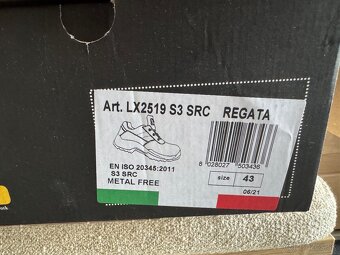 Art. LX2519 S3 SRC REGATA
EN ISO 20345:2011
S3 SRC
METAL FREE
8 028027 503436
size 43
06/21